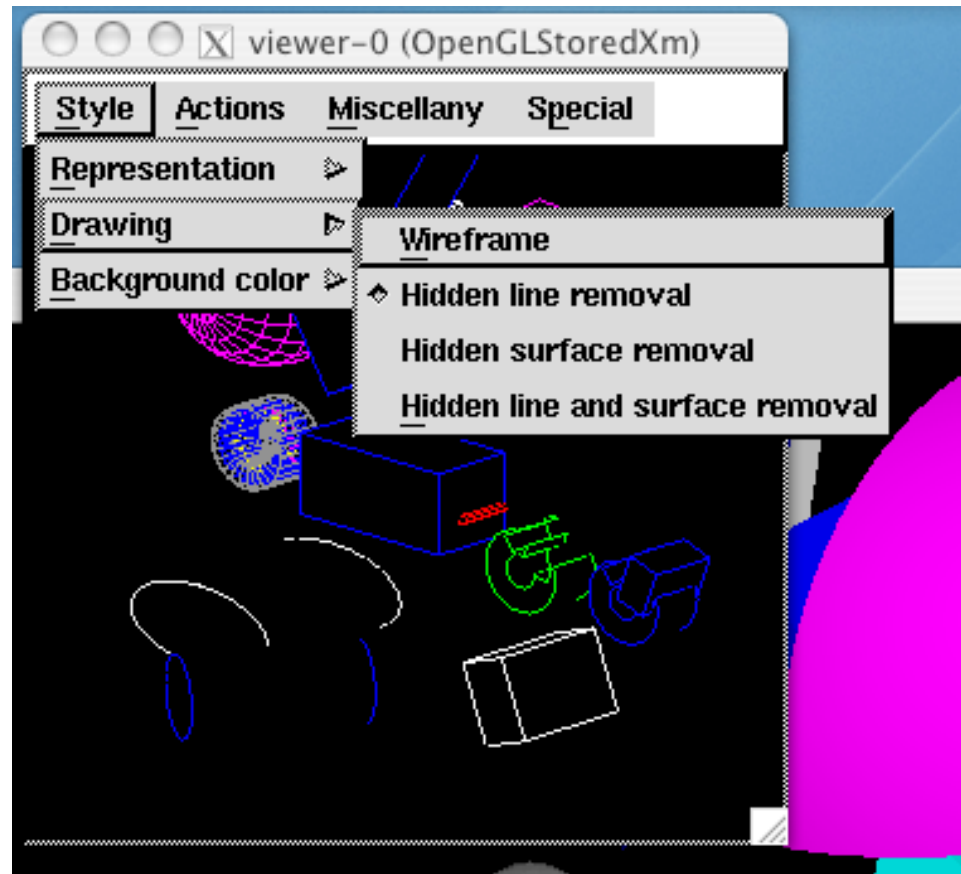 viewer-0 (OpenGLStoredXm)
Style Actions Miscellany Special
Representation
Drawing
Background color
Wireframe
Hidden line removal
Hidden surface removal
Hidden line and surface removal